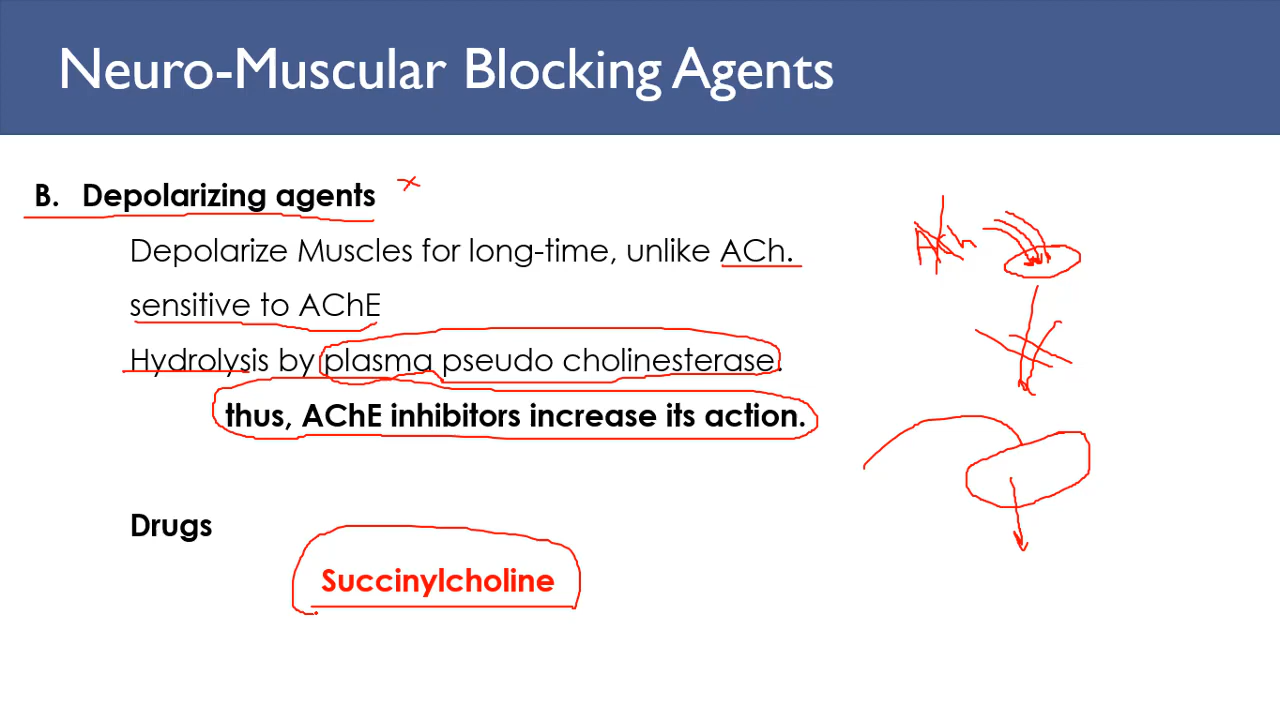 Neuro-Muscular Blocking Agents
B. Depolarizing agents
Depolarize Muscles for long-time, unlike ACh.
ACh
sensitive to AChE
Hydrolysis by plasma pseudo cholinesterase.
thus, AChE inhibitors increase its action.
Drugs
Succinylcholine